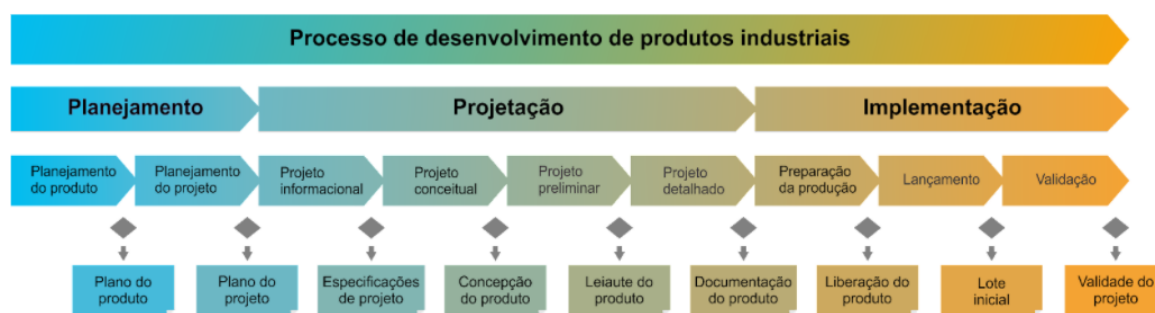 Processo de desenvolvimento de produtos industriais
Planejamento
Projetação
Implementação
Planejamento
do produto
Planejamento
do projeto
Projeto
informacional
Projeto
conceitual
Projeto
preliminar
Projeto
detalhado
Preparação
da produção
Lançamento
Validação
Plano do
produto
Plano do
projeto
Especificações
de projeto
Concepção
do produto
Leiaute do
produto
Documentação
do produto
Liberação do
produto
Lote
inicial
Validade do
projeto